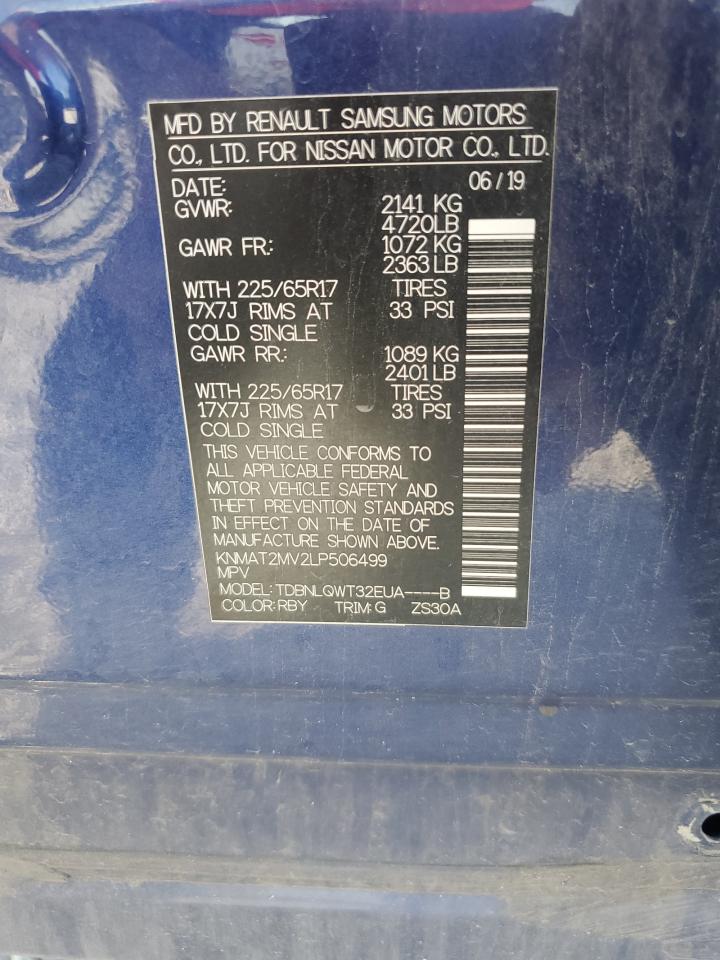 MFD BY RENAULT SAMSUNG MOTORS
CO., LTD. FOR NISSAN MOTOR CO., LTD.
DATE: 06 / 19
GVWR: 2141 KG
4720LB
GAWR FR.: 1072 KG
2363 LB
WITH 225/65R17 TIRES
17X7J RIMS AT 33 PSI
COLD SINGLE
GAWR RR.: 1089 KG
2401 LB
WITH 225/65R17 TIRES
17X7J RIMS AT 33 PSI
COLD SINGLE
THIS VEHICLE CONFORMS TO
ALL APPLICABLE FEDERAL
MOTOR VEHICLE SAFETY AND
THEFT PREVENTION STANDARDS
IN EFFECT ON THE DATE OF
MANUFACTURE SHOWN ABOVE.
KNMAT2MV2LP506499
MPV
MODEL: TDBNLQWT32EUA----B
COLOR: RBY TRIM: G ZS30A